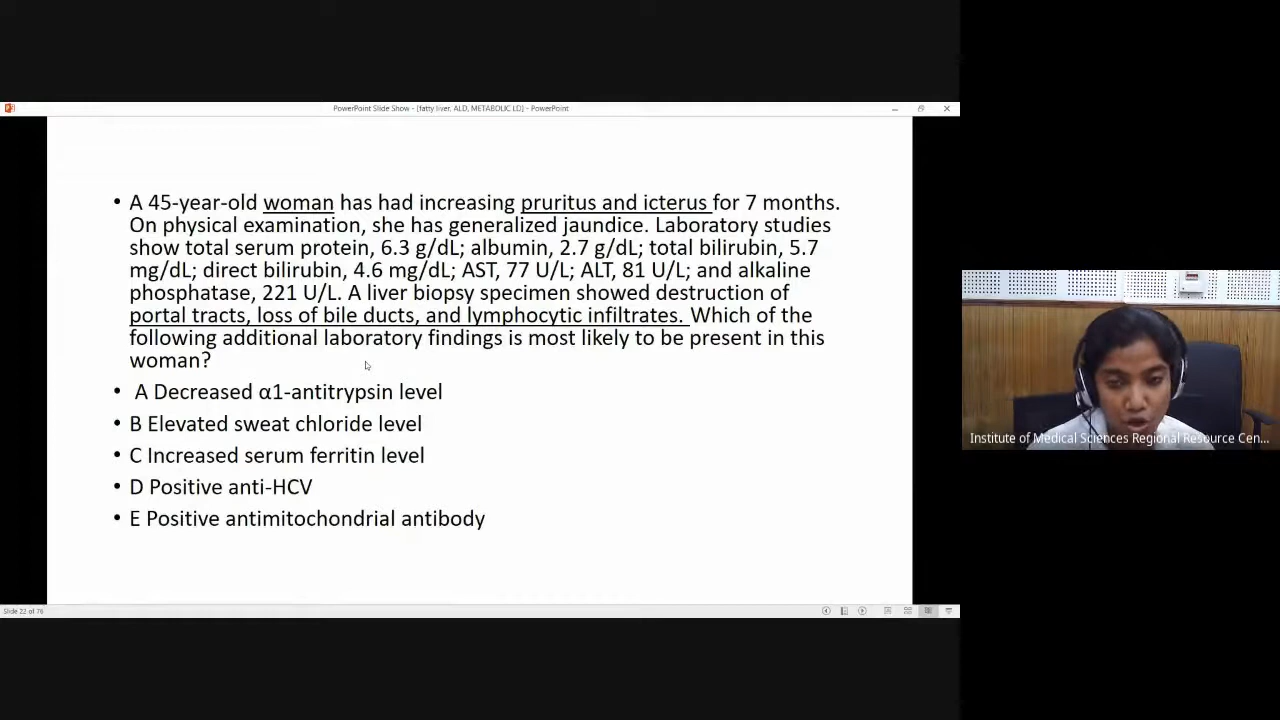 PowerPoint Slide Show - [fatty liver, ALD, METABOLIC LD] - PowerPoint
• A 45-year-old woman has had increasing pruritus and icterus for 7 months.
On physical examination, she has generalized jaundice. Laboratory studies
show total serum protein, 6.3 g/dL; albumin, 2.7 g/dL; total bilirubin, 5.7
mg/dL; direct bilirubin, 4.6 mg/dL; AST, 77 U/L; ALT, 81 U/L; and alkaline
phosphatase, 221 U/L. A liver biopsy specimen showed destruction of
portal tracts, loss of bile ducts, and lymphocytic infiltrates. Which of the
following additional laboratory findings is most likely to be present in this
woman?
• A Decreased α1-antitrypsin level
• B Elevated sweat chloride level
• C Increased serum ferritin level
• D Positive anti-HCV
• E Positive antimitochondrial antibody
Slide 22 of 76
Institute of Medical Sciences Regional Resource Cen...